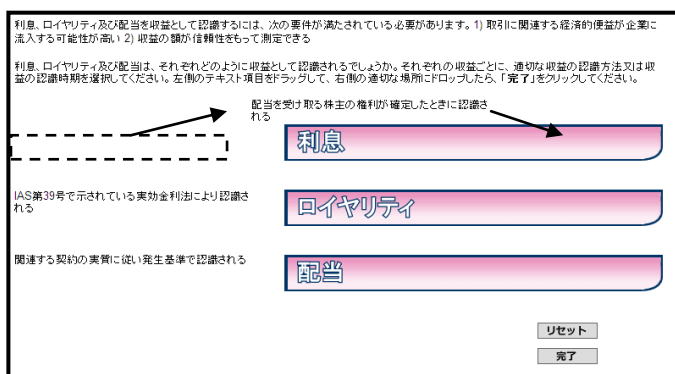 利息、ロイヤリティ及び配当を収益として認識するには、次の要件が満たされている必要があります。1) 取引に関連する経済的便益が企業に
流入する可能性が高い 2) 収益の額が信頼性をもって測定できる
利息、ロイヤリティ及び配当は、それぞれどのように収益として認識されるでしょうか。それぞれの収益ごとに、適切な収益の認識方法又は収
益の認識時期を選択してください。左側のテキスト項目をドラッグして、右側の適切な場所にドロップしたら、「完了」をクリックしてください。
配当を受け取る株主の権利が確定したときに認識さ
れる
利息
IAS第39号で示されている実効金利法により認識さ
れる
ロイヤリティ
関連する契約の実質に従い発生基準で認識される
配当
リセット
完了